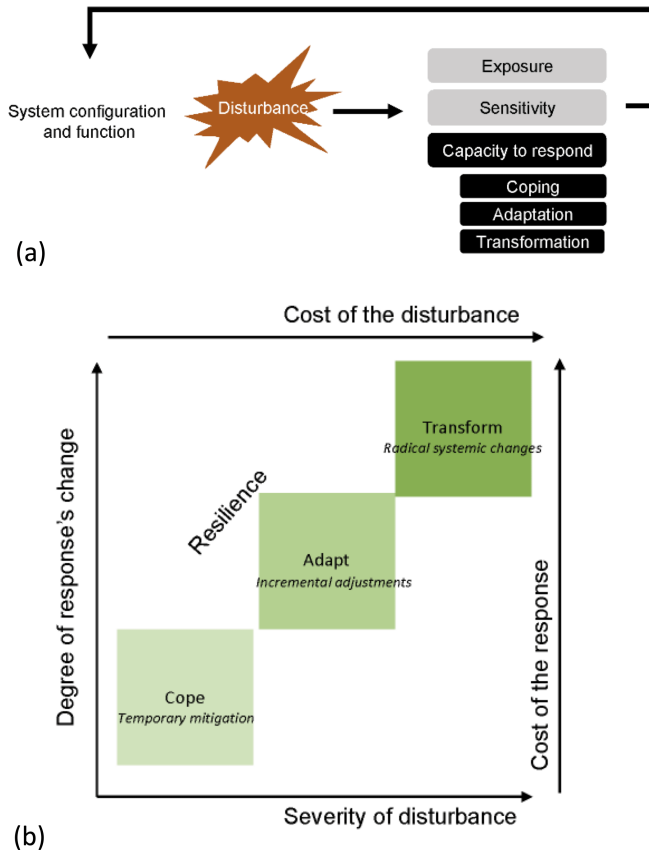 System configuration
and function
Disturbance
Exposure
Sensitivity
Capacity to respond
Coping
Adaptation
Transformation
(a)
Cost of the disturbance
Degree of response's change
Resilience
Transform
Radical systemic changes
Adapt
Incremental adjustments
Cope
Temporary mitigation
Cost of the response
Severity of disturbance
(b)